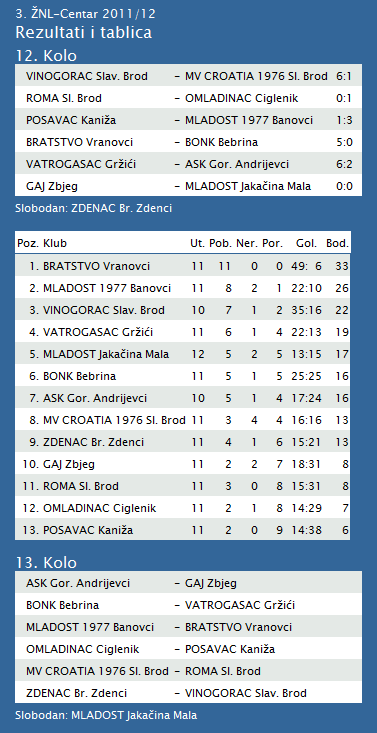 3. ŽNL-Centar 2011/12
Rezultati i tablica
12. Kolo
VINOGORAC Slav. Brod - MV CROATIA 1976 Sl. Brod 6:1
ROMA Sl. Brod - OMLADINAC Ciglenik 0:1
POSAVAC Kaniža - MLADOST 1977 Banovci 1:3
BRATSTVO Vranovci - BONK Bebrina 5:0
VATROGASAC Gržići - ASK Gor. Andrijevci 6:2
GAJ Zbjeg - MLADOST Jakačina Mala 0:0
Slobodan: ZDENAC Br. Zdenci
Poz. Klub Ut. Pob. Ner. Por. Gol. Bod.
1. BRATSTVO Vranovci 11 11 0 0 49: 6 33
2. MLADOST 1977 Banovci 11 8 2 1 22:10 26
3. VINOGORAC Slav. Brod 10 7 1 2 35:16 22
4. VATROGASAC Gržići 11 6 1 4 22:13 19
5. MLADOST Jakačina Mala 12 5 2 5 13:15 17
6. BONK Bebrina 11 5 1 5 25:25 16
7. ASK Gor. Andrijevci 10 5 1 4 17:24 16
8. MV CROATIA 1976 Sl. Brod 11 3 4 4 16:16 13
9. ZDENAC Br. Zdenci 11 4 1 6 15:21 13
10. GAJ Zbjeg 11 2 2 7 18:31 8
11. ROMA Sl. Brod 11 3 0 8 15:31 8
12. OMLADINAC Ciglenik 11 2 1 8 14:29 7
13. POSAVAC Kaniža 11 2 0 9 14:38 6
13. Kolo
ASK Gor. Andrijevci - GAJ Zbjeg
BONK Bebrina - VATROGASAC Gržići
MLADOST 1977 Banovci - BRATSTVO Vranovci
OMLADINAC Ciglenik - POSAVAC Kaniža
MV CROATIA 1976 Sl. Brod - ROMA Sl. Brod
ZDENAC Br. Zdenci - VINOGORAC Slav. Brod
Slobodan: MLADOST Jakačina Mala